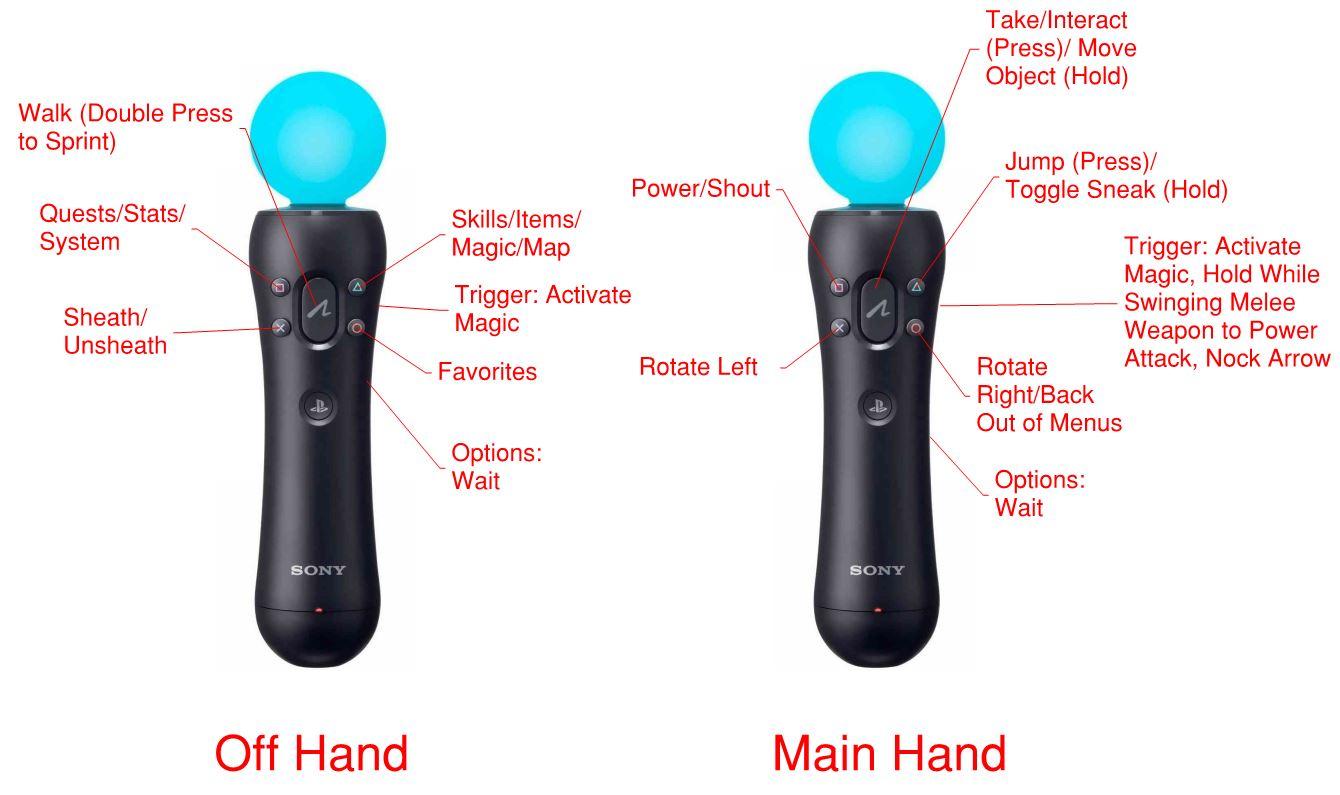 Take/Interact
(Press)/ Move
Object (Hold)
Walk (Double Press
to Sprint)
Jump (Press)/
Toggle Sneak (Hold)
Power/Shout
Quests/Stats/
System
Skills/Items/
Magic/Map
Trigger: Activate
Magic, Hold While
Swinging Melee
Weapon to Power
Attack, Nock Arrow
Trigger: Activate
Magic
Sheath/
Unsheath
Favorites
Rotate Left
Rotate
Right/Back
Out of Menus
Options:
Wait
Options:
Wait
SONY
SONY
Off Hand
Main Hand